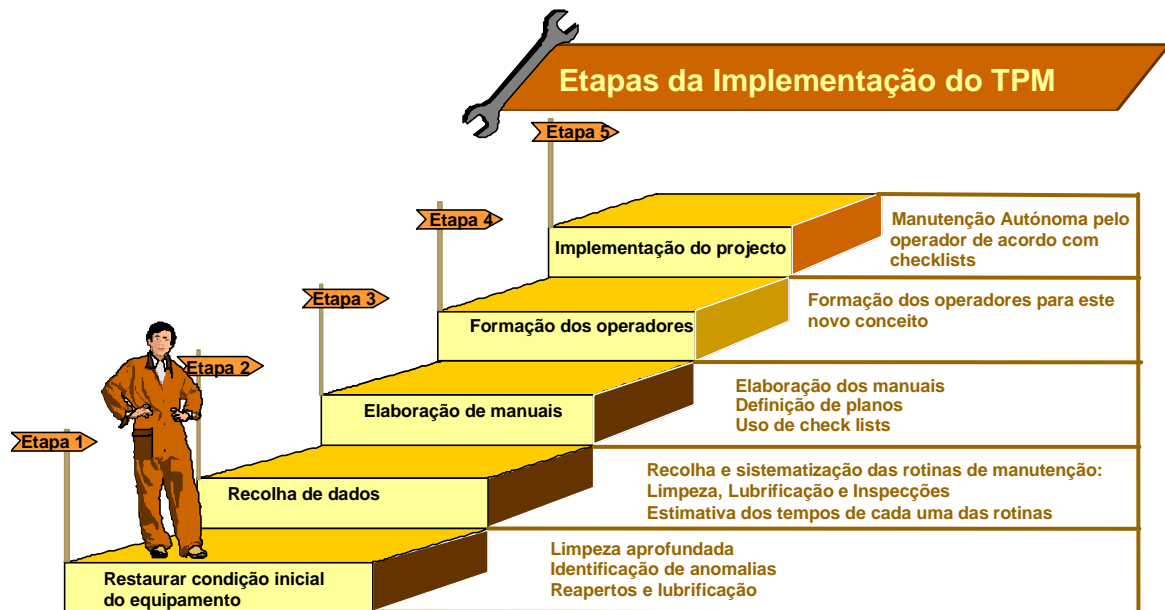 Etapas da Implementação do TPM
Etapa 5
Implementação do projecto
Manutenção Autónoma pelo
operador de acordo com
checklists
Etapa 4
Formação dos operadores
Formação dos operadores para este
novo conceito
Etapa 3
Elaboração de manuais
Elaboração dos manuais
Definição de planos
Uso de check lists
Etapa 2
Recolha de dados
Recolha e sistematização das rotinas de manutenção:
Limpeza, Lubrificação e Inspecções
Estimativa dos tempos de cada uma das rotinas
Etapa 1
Restaurar condição inicial
do equipamento
Limpeza aprofundada
Identificação de anomalias
Reapertos e lubrificação